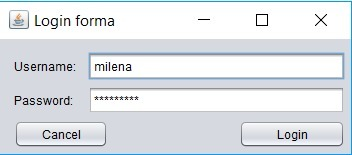 Login forma
Username: milena
Password: *********
Cancel Login